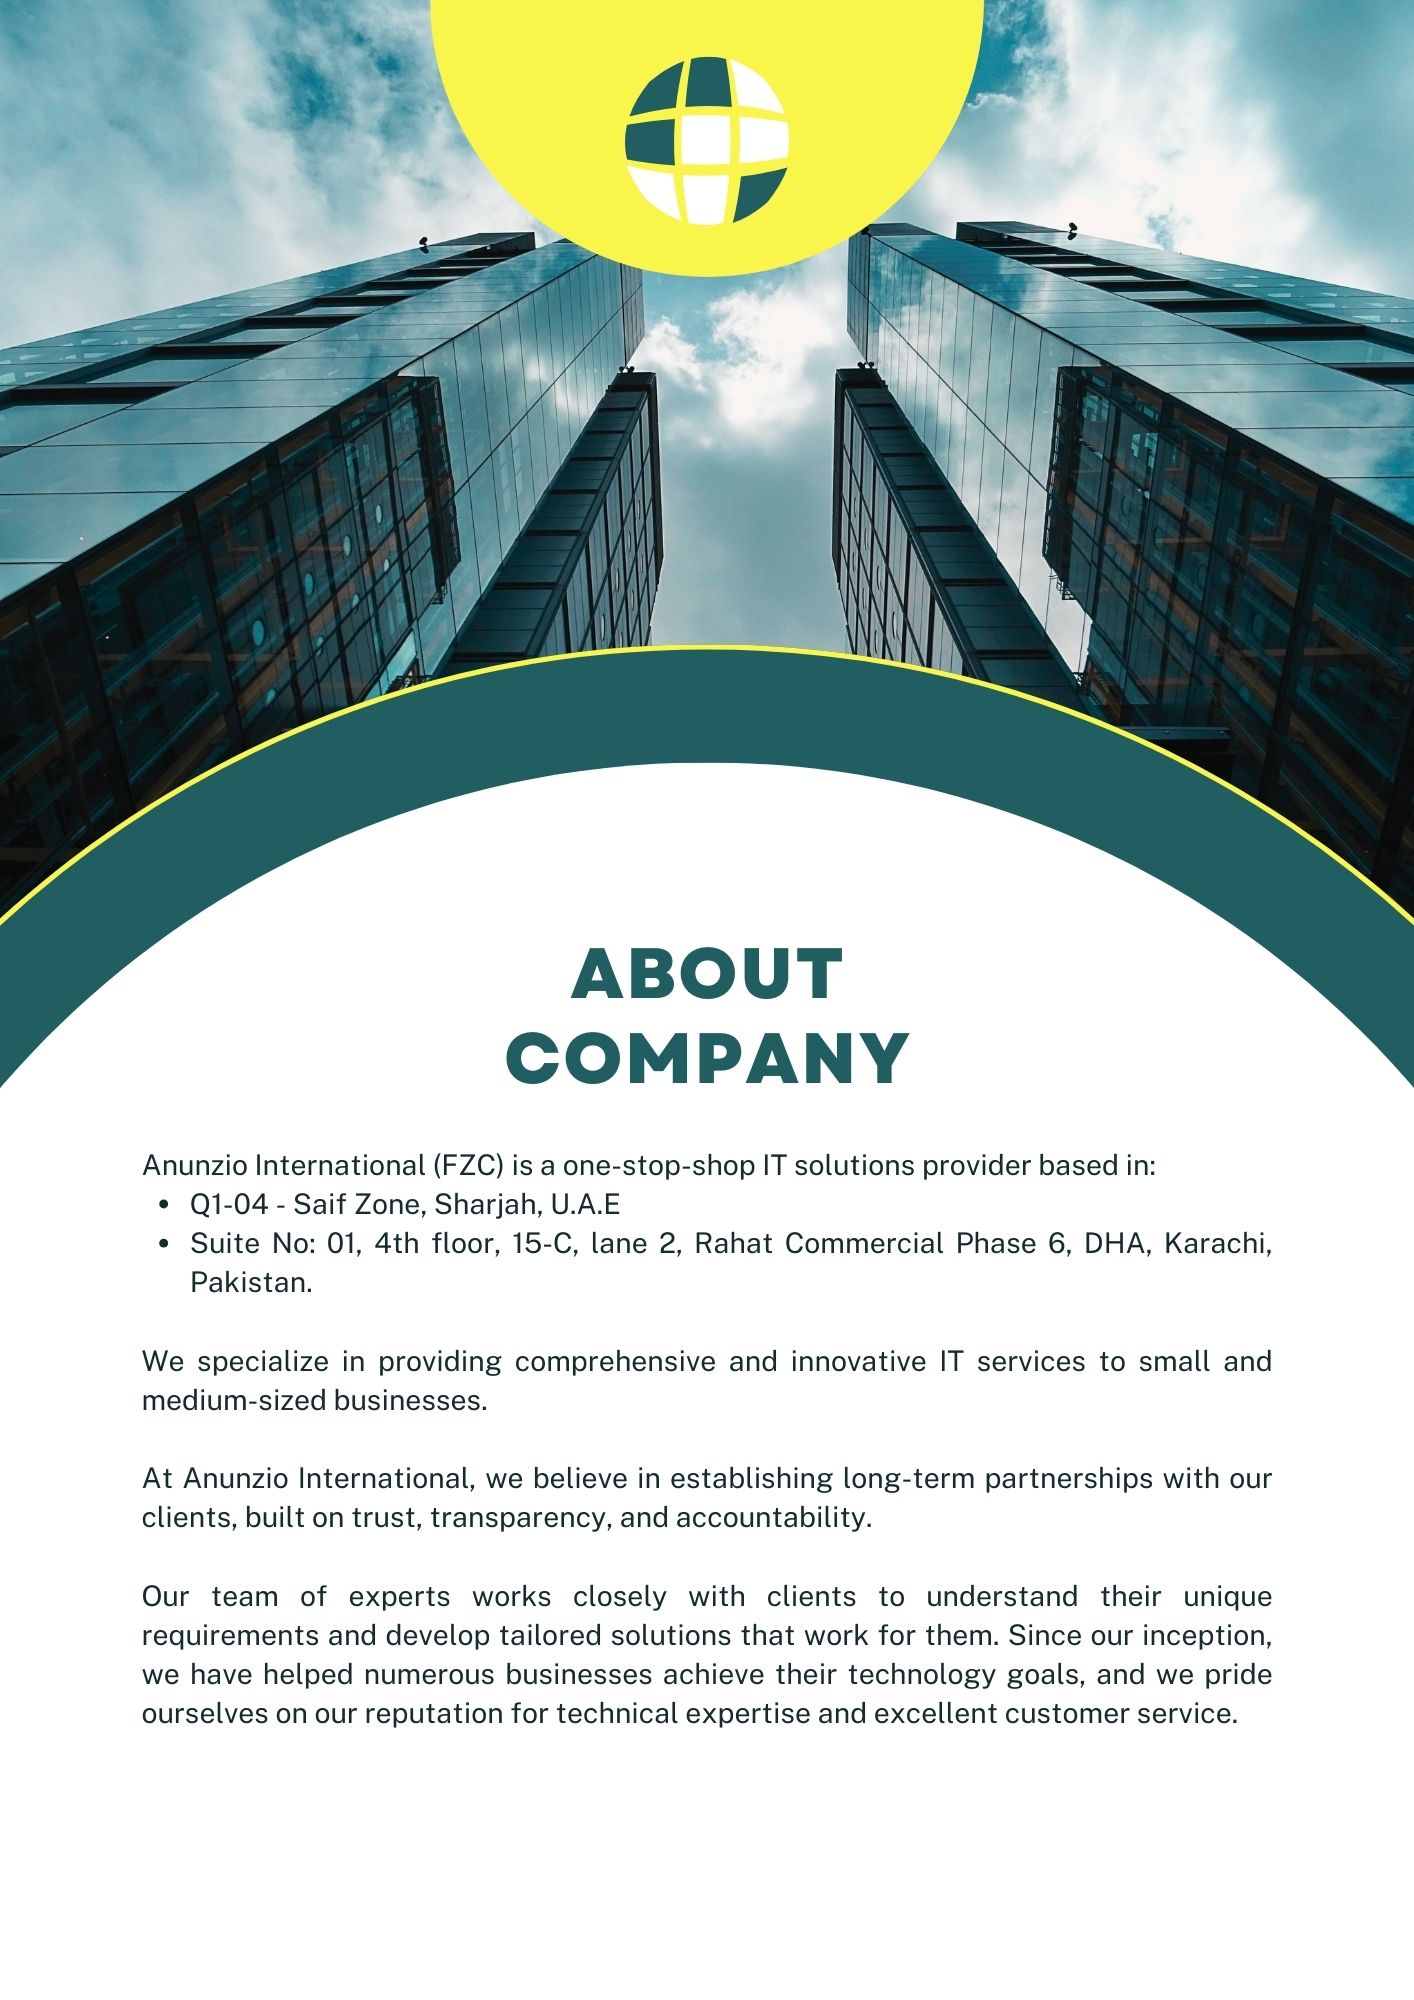 ABOUT
COMPANY
Anunzio International (FZC) is a one-stop-shop IT solutions provider based in:
• Q1-04 - Saif Zone, Sharjah, U.A.E
• Suite No: 01, 4th floor, 15-C, lane 2, Rahat Commercial Phase 6, DHA, Karachi,
Pakistan.
We specialize in providing comprehensive and innovative IT services to small and
medium-sized businesses.
At Anunzio International, we believe in establishing long-term partnerships with our
clients, built on trust, transparency, and accountability.
Our team of experts works closely with clients to understand their unique
requirements and develop tailored solutions that work for them. Since our inception,
we have helped numerous businesses achieve their technology goals, and we pride
ourselves on our reputation for technical expertise and excellent customer service.